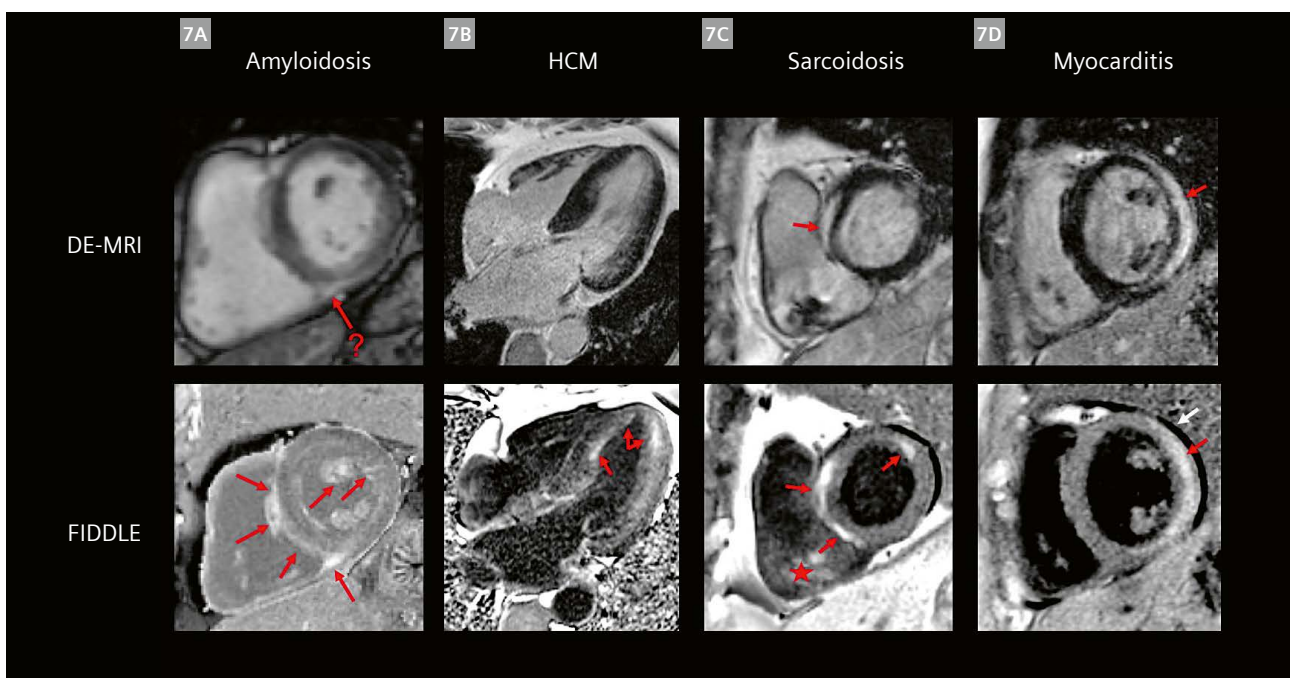 7A
Amyloidosis
7B
HCM
7C
Sarcoidosis
7D
Myocarditis
DE-MRI
?
FIDDLE